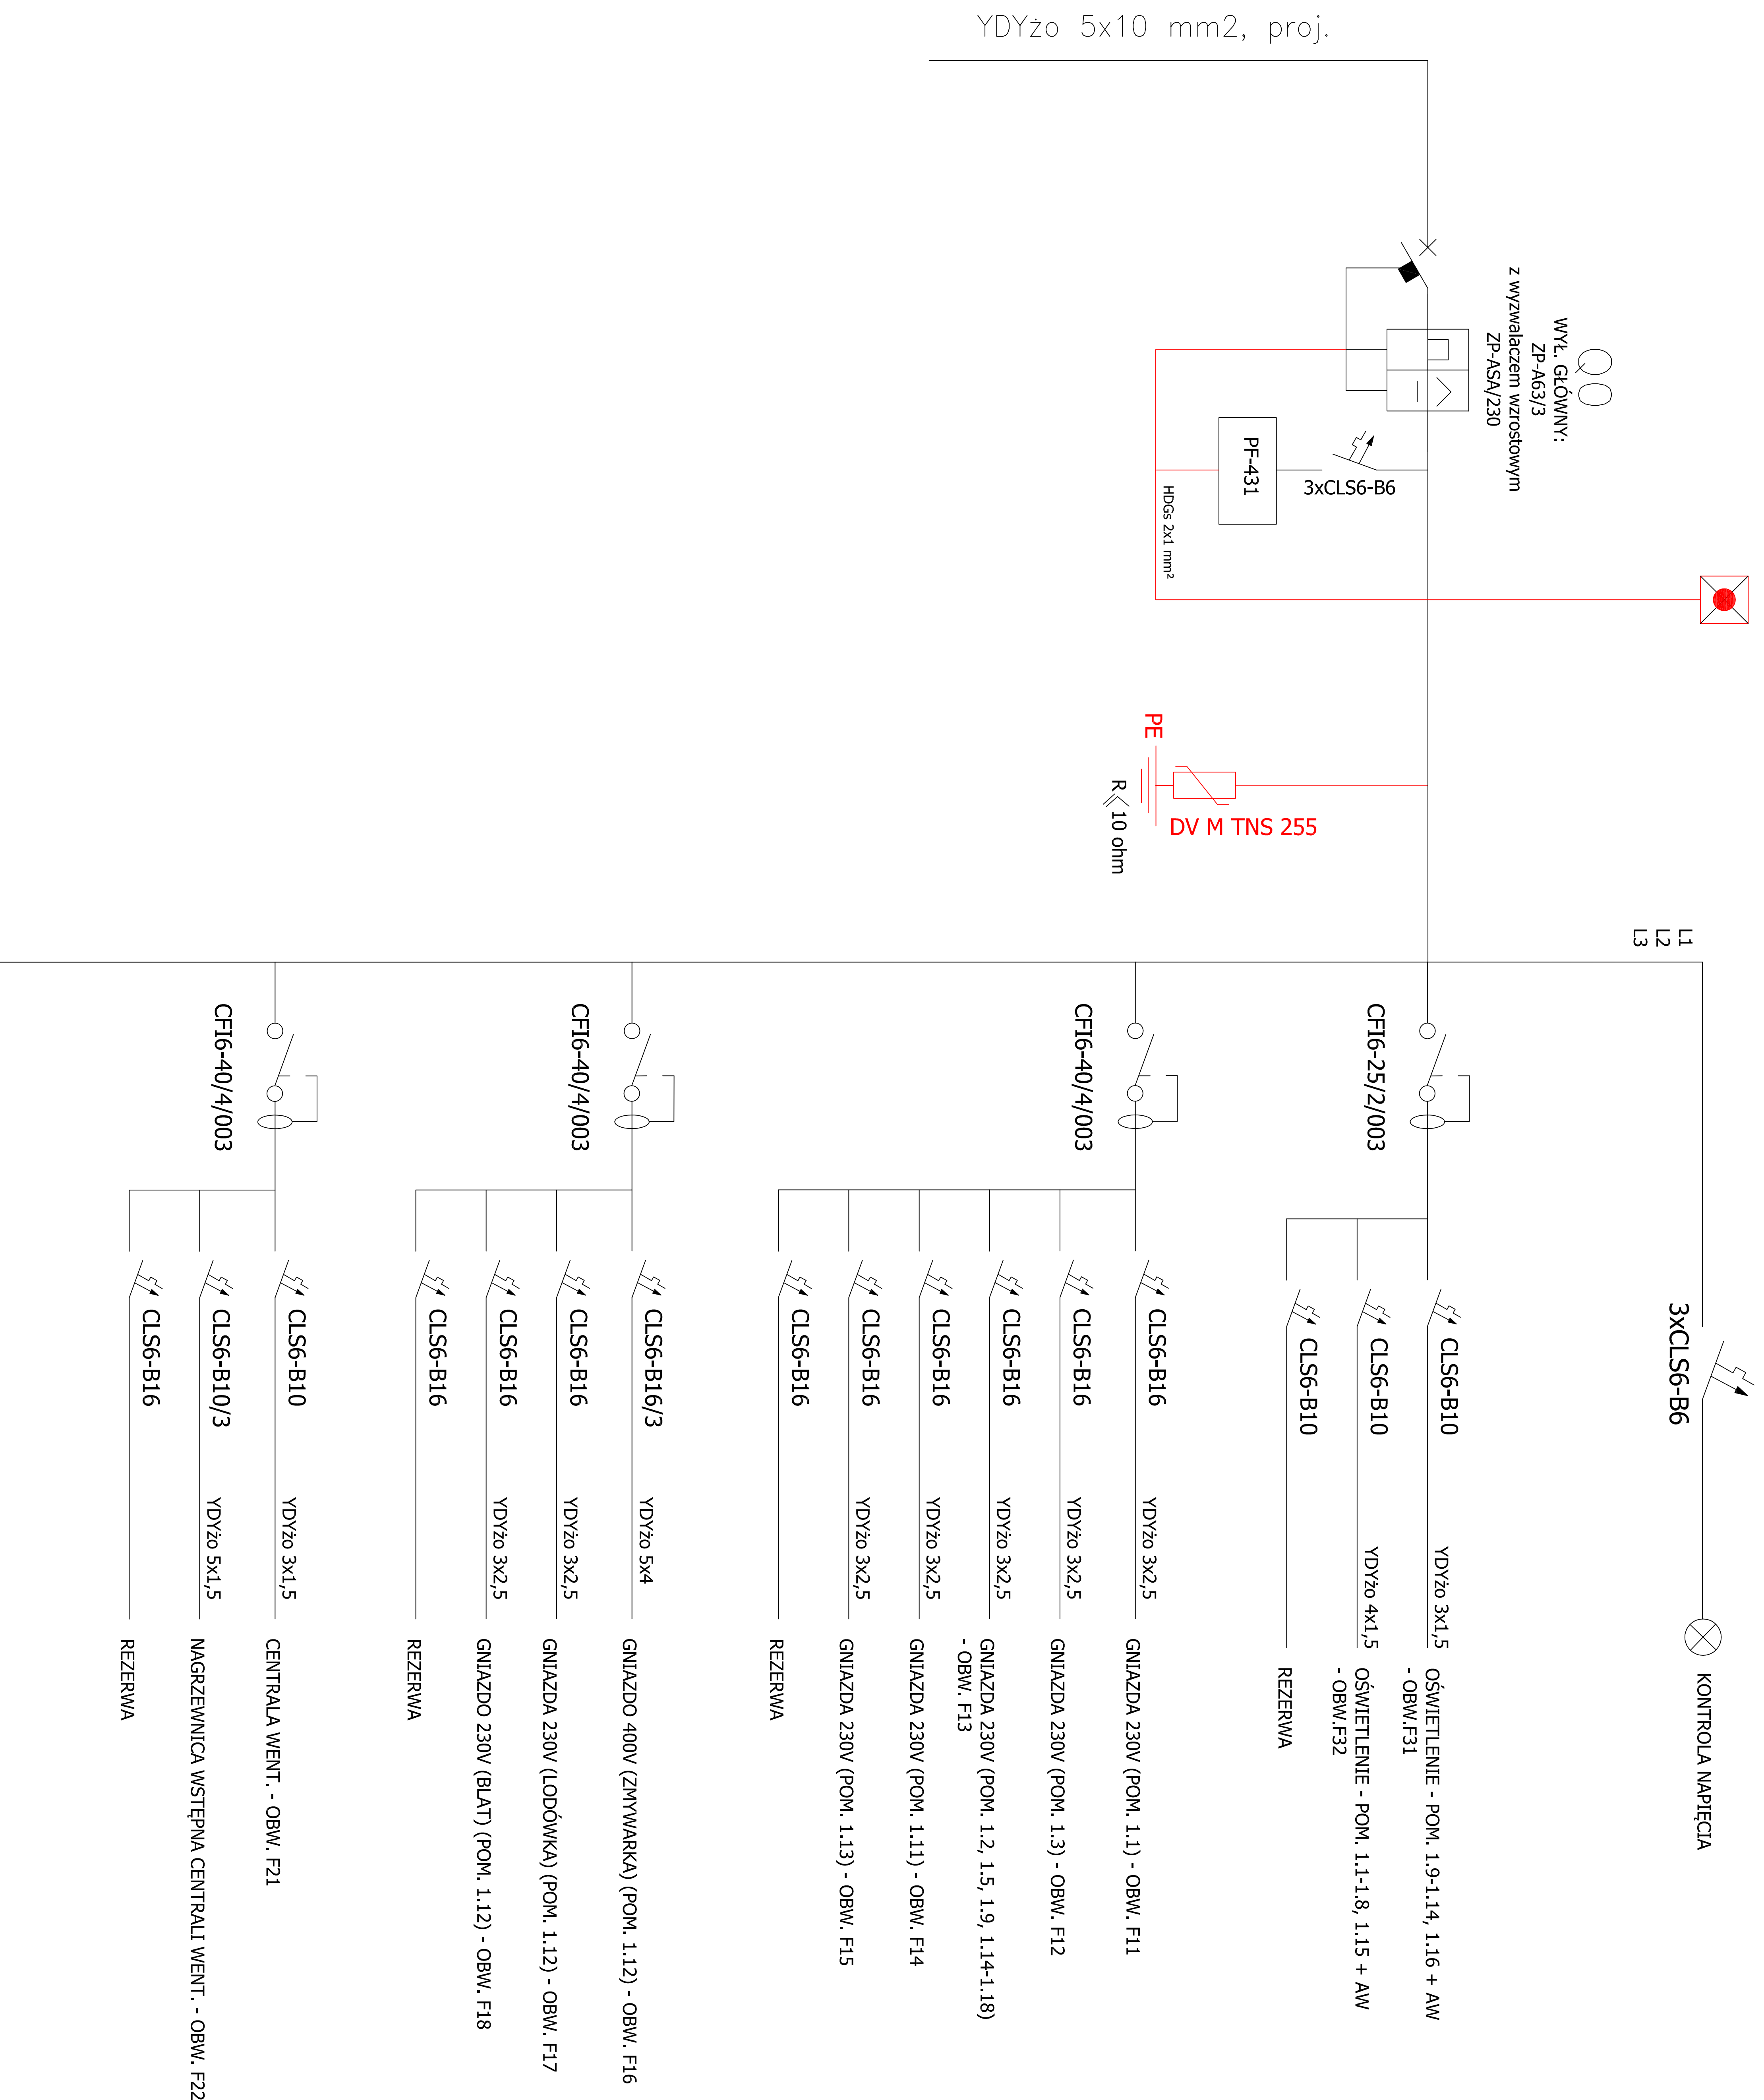 YDYżo 5x10 mm2, proj.
WYŁ. GŁÓWNY:
ZP-A63/3
z wyzwalaczem wzrostowym
ZP-ASA/230
3xCLS6-B6
PF-431
HDGs 2x1 mm²
PE
DV M TNS 255
R⩽10 ohm
L1
L2
L3
3xCLS6-B6
KONTROLA NAPIĘCIA
CFI6-25/2/003
CLS6-B10
YDYżo 3x1,5
OŚWIETLENIE - POM. 1.9-1.14, 1.16 + AW
- OBW.F31
CLS6-B10
YDYżo 4x1,5
OŚWIETLENIE - POM. 1.1-1.8, 1.15 + AW
- OBW.F32
CLS6-B10
REZERWA
CFI6-40/4/003
CLS6-B16
YDYżo 3x2,5
GNIAZDA 230V (POM. 1.1) - OBW. F11
CLS6-B16
YDYżo 3x2,5
GNIAZDA 230V (POM. 1.3) - OBW. F12
CLS6-B16
YDYżo 3x2,5
GNIAZDA 230V (POM. 1.2, 1.5, 1.9, 1.14-1.18)
- OBW. F13
CLS6-B16
YDYżo 3x2,5
GNIAZDA 230V (POM. 1.11) - OBW. F14
CLS6-B16
YDYżo 3x2,5
GNIAZDA 230V (POM. 1.13) - OBW. F15
CLS6-B16
REZERWA
CFI6-40/4/003
CLS6-B16/3
YDYżo 5x4
GNIAZDO 400V (ZMYWARKA) (POM. 1.12) - OBW. F16
CLS6-B16
YDYżo 3x2,5
GNIAZDA 230V (LODÓWKA) (POM. 1.12) - OBW. F17
CLS6-B16
YDYżo 3x2,5
GNIAZDO 230V (BLAT) (POM. 1.12) - OBW. F18
CLS6-B16
REZERWA
CFI6-40/4/003
CLS6-B10
YDYżo 3x1,5
CENTRALA WENT. - OBW. F21
CLS6-B10/3
YDYżo 5x1,5
NAGRZEWNICA WSTĘPNA CENTRALI WENT. - OBW. F22
CLS6-B16
REZERWA